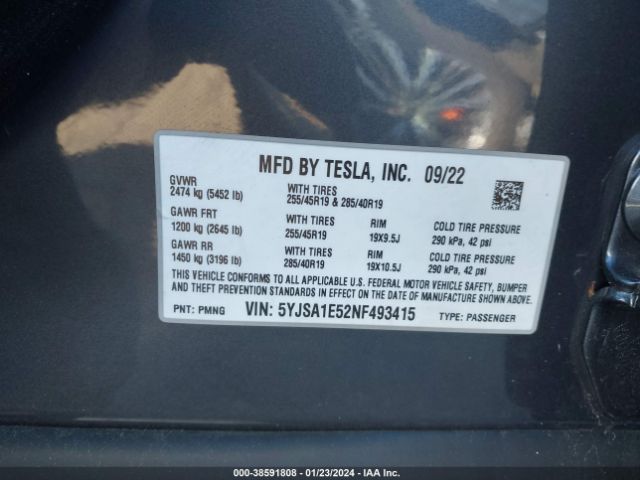 MFD BY TESLA, INC. 09/22
GVWR
2474 kg (5452 lb)
WITH TIRES
255/45R19 & 285/40R19
GAWR FRT
1200 kg (2645 lb)
WITH TIRES
255/45R19
RIM
19X9.5J
COLD TIRE PRESSURE
290 kPa, 42 psi
GAWR RR
1450 kg (3196 lb)
WITH TIRES
285/40R19
RIM
19X10.5J
COLD TIRE PRESSURE
290 kPa, 42 psi
THIS VEHICLE CONFORMS TO ALL APPLICABLE U.S. FEDERAL MOTOR VEHICLE SAFETY, BUMPER
AND THEFT PREVENTION STANDARDS IN EFFECT ON THE DATE OF MANUFACTURE SHOWN ABOVE.
PNT: PMNG VIN: 5YJSA1E52NF493415 TYPE: PASSENGER
000-38591808 - 01/23/2024 - IAAI.COM